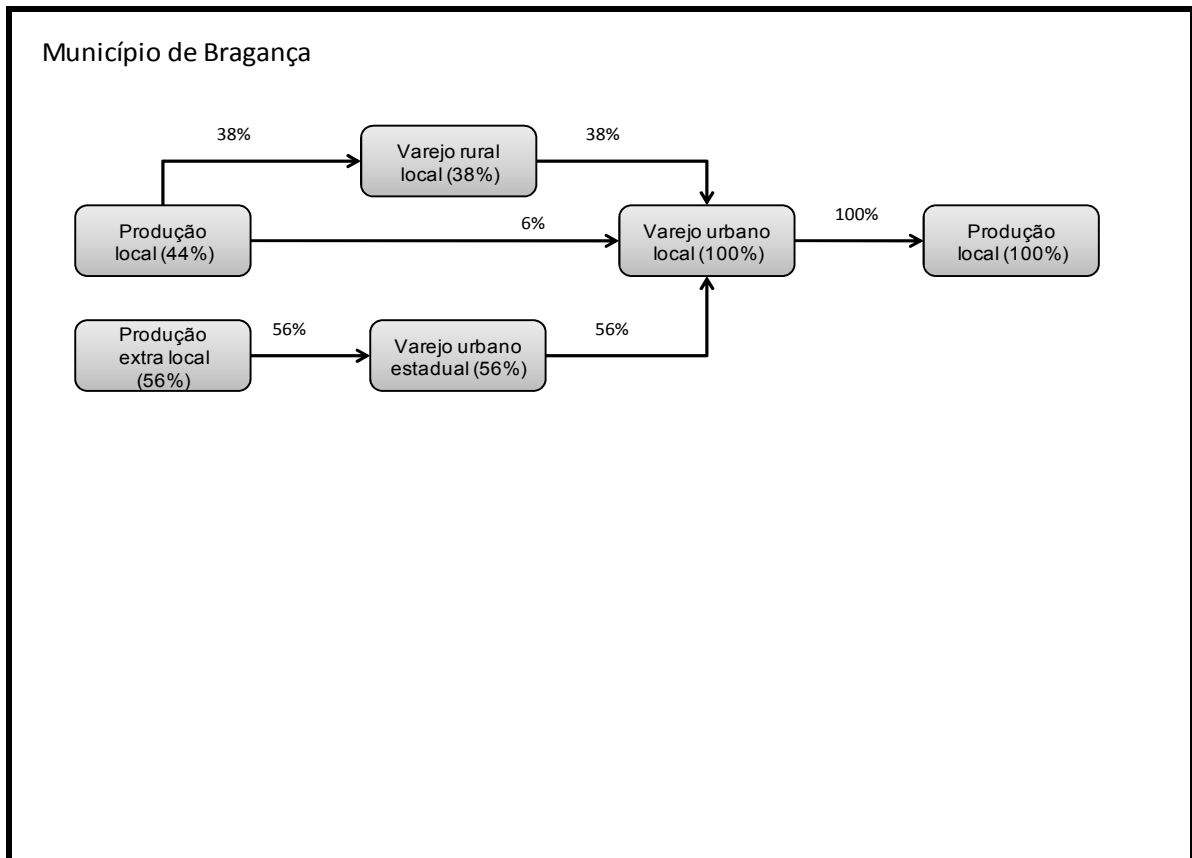 Município de Bragança
38%
38%
Varejo rural
local (38%)
Produção
local (44%)
6%
Varejo urbano
local (100%)
100%
Produção
local (100%)
Produção
extra local
(56%)
56%
Varejo urbano
estadual (56%)
56%